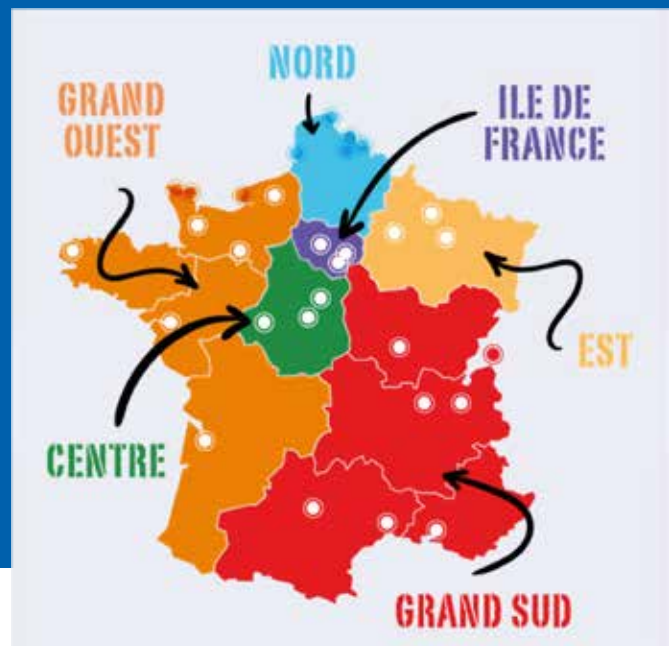 NORD
GRAND
OUEST
ILE DE
FRANCE
EST
CENTRE
GRAND SUD